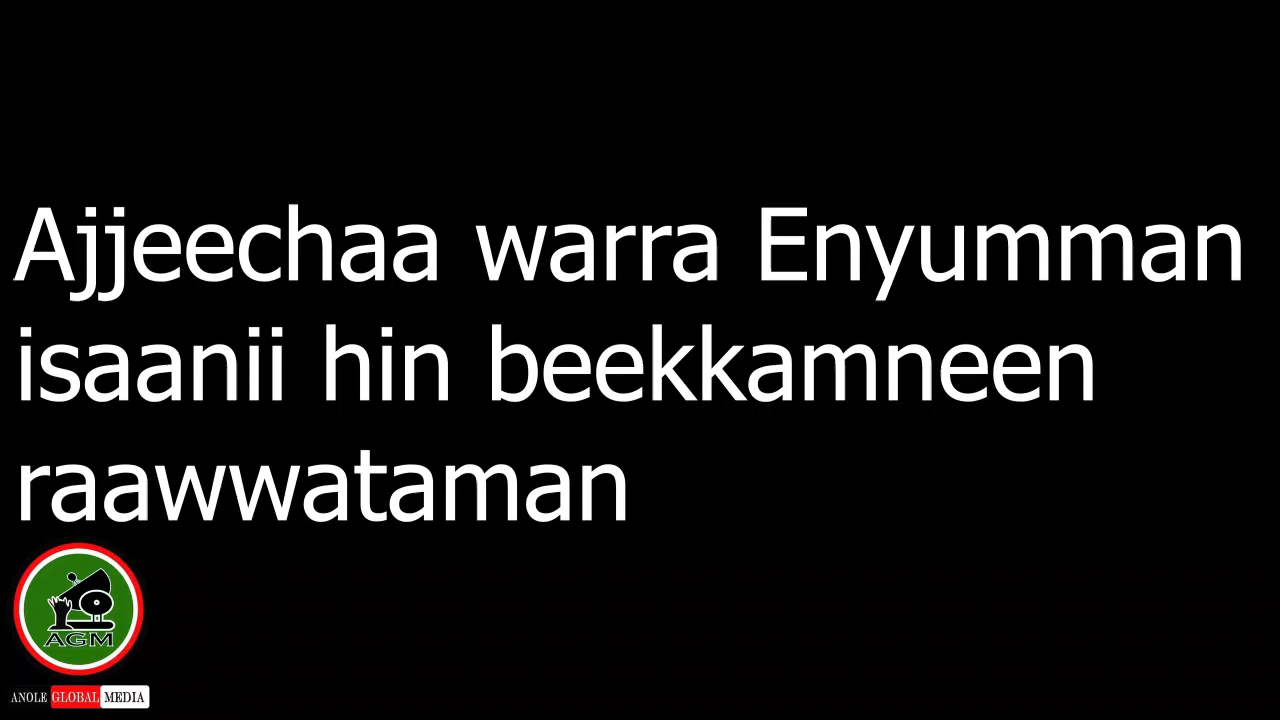 Ajjeechaa warra Enyumman
isaanii hin beekkamneen
raawwataman
AGM
ANOLE GLOBAL MEDIA